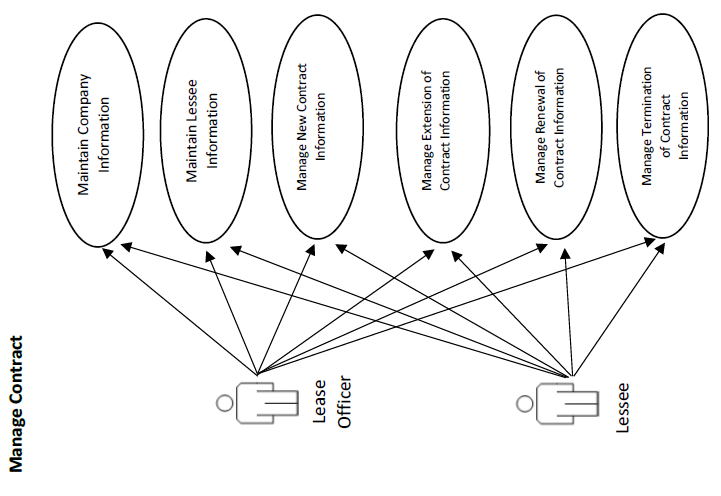 Manage Contract
Maintain Company
Information
Maintain Lessee
Information
Manage New Contract
Information
Manage Extension of
Contract Information
Manage Renewal of
Contract Information
Manage Termination
of Contract
Information
Lease
Officer
Lessee